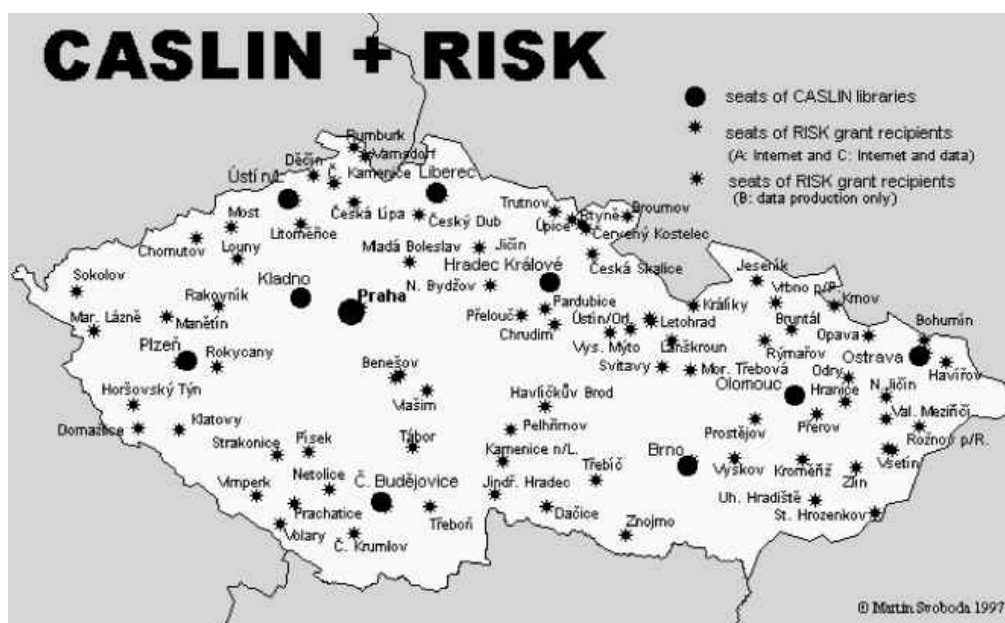 CASLIN + RISK
seats of CASLIN libraries
seats of RISK grant recipients
(A: Internet and C: Internet and data)
seats of RISK grant recipients
(B: data production only)
Rumburk
Varnsdorf
Děčín
Č. Kamenice
Ústí n/L
Liberec
Česká Lípa
Český Dub
Most
Litoměřice
Chomutov
Louny
Trutnov
Úpice
Rtyně
Broumov
Červený Kostelec
Mladá Boleslav
Jičín
Hradec Králové
Česká Skalice
Sokolov
Kladno
Praha
N. Bydžov
Jeseník
Vrbno p/P.
Krnov
Rakovník
Mar. Lázně
Manětín
Přelouč
Pardubice
Chrudim
Ústín/Orl.
Letohrad
Králíky
Bruntál
Opava
Bohumín
Plzeň
Rokycany
Vys. Mýto
Lanškroun
Rýmařov
Ostrava
Benešov
Svitavy
Mor. Třebová
Odry
Havířov
Horšovský Týn
Vlašim
Havlíčkův Brod
Olomouc
Hranice
N. Jičín
Domažlice
Klatovy
Pelhřimov
Prostějov
Přerov
Val. Meziříčí
Strakonice
Písek
Tábor
Kamenice n/L.
Rožnov p/R.
Brno
Vyškov
Kroměříž
Vsetín
Netolice
Č. Budějovice
Třebíč
Zlín
Vimperk
Jindř. Hradec
Uh. Hradiště
Prachatice
Třeboň
Dačice
St. Hrozenkov
Volary
Č. Krumlov
Znojmo
© Martin Svoboda 1997